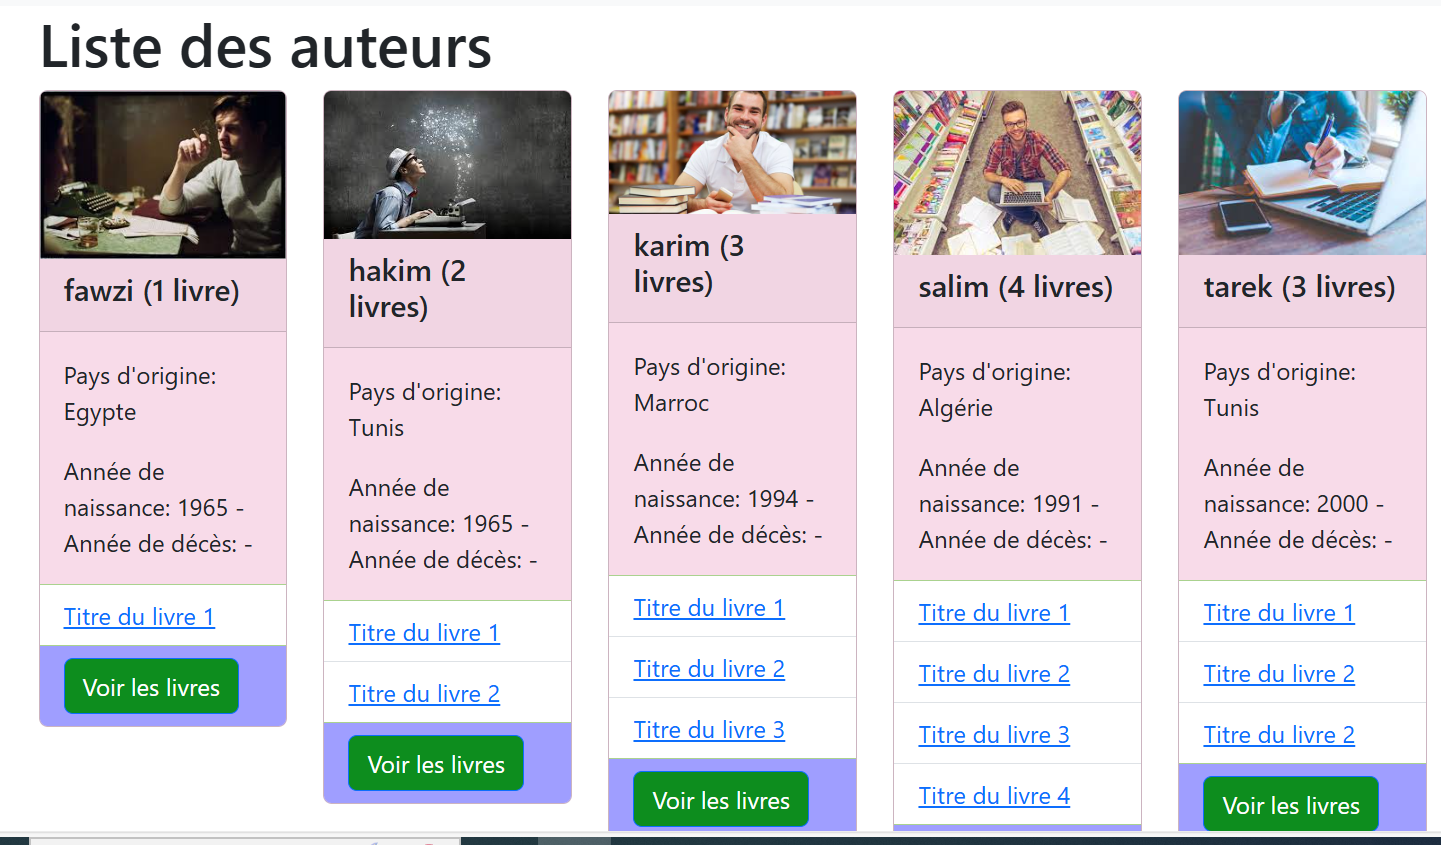 Liste des auteurs
fawzi (1 livre)
Pays d'origine:
Egypte
Année de
naissance: 1965 -
Année de décès: -
Titre du livre 1
Voir les livres
hakim (2
livres)
Pays d'origine:
Tunis
Année de
naissance: 1965 -
Année de décès: -
Titre du livre 1
Titre du livre 2
Voir les livres
karim (3
livres)
Pays d'origine:
Marroc
Année de
naissance: 1994 -
Année de décès: -
Titre du livre 1
Titre du livre 2
Titre du livre 3
Voir les livres
salim (4 livres)
Pays d'origine:
Algérie
Année de
naissance: 1991 -
Année de décès: -
Titre du livre 1
Titre du livre 2
Titre du livre 3
Titre du livre 4
tarek (3 livres)
Pays d'origine:
Tunis
Année de
naissance: 2000 -
Année de décès: -
Titre du livre 1
Titre du livre 2
Titre du livre 2
Voir les livres